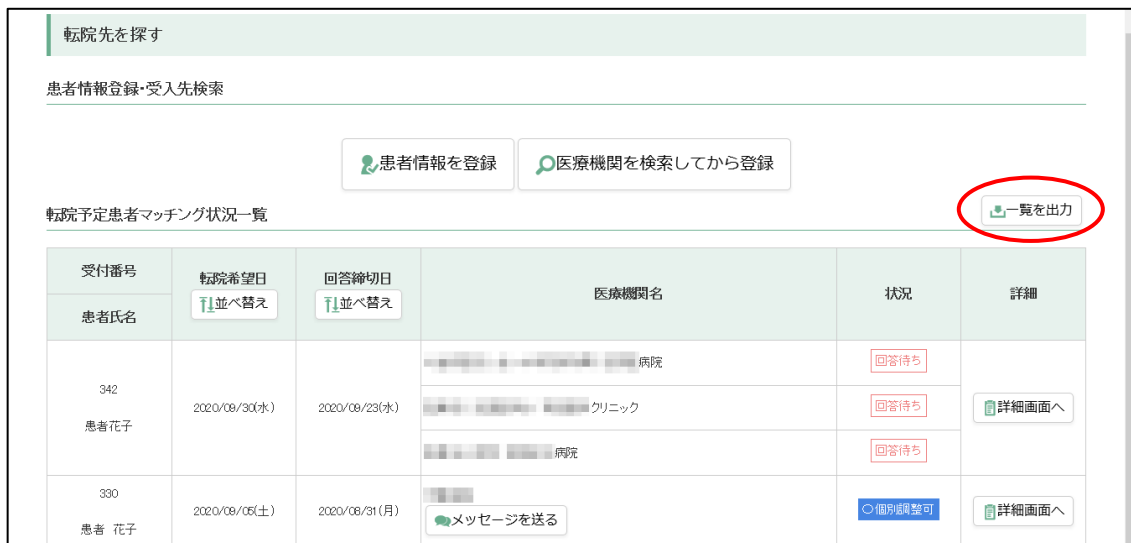 転院先を探す
患者情報登録・受入先検索
患者情報を登録
医療機関を検索してから登録
転院予定患者マッチング状況一覧
一覧を出力
受付番号
患者氏名
転院希望日
並べ替え
回答締切日
並べ替え
医療機関名
状況
詳細
342
患者花子
2020/09/30(水)
2020/09/23(水)
病院
回答待ち
クリニック
回答待ち
病院
回答待ち
詳細画面へ
330
患者 花子
2020/09/05(土)
2020/08/31(月)
メッセージを送る
○個別調整可
詳細画面へ